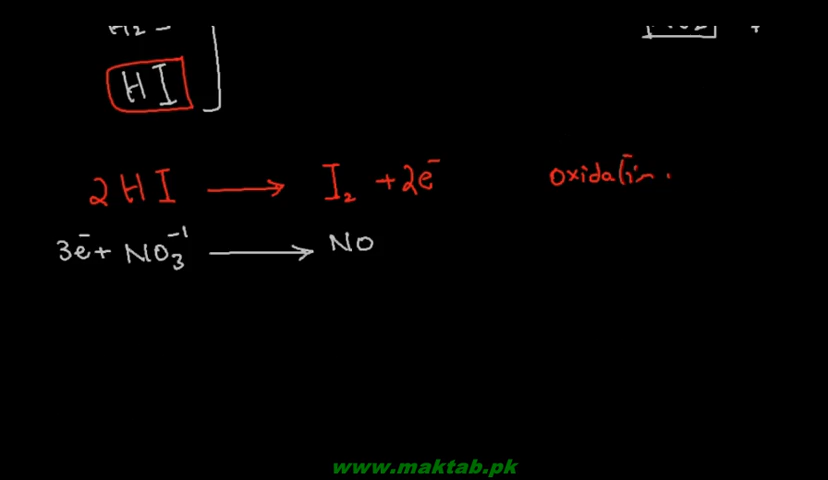 HI
2HI ⟶ I₂ + 2e⁻ oxidation.
3e⁻ + NO₃⁻¹ ⟶ NO
www.maktab.pk